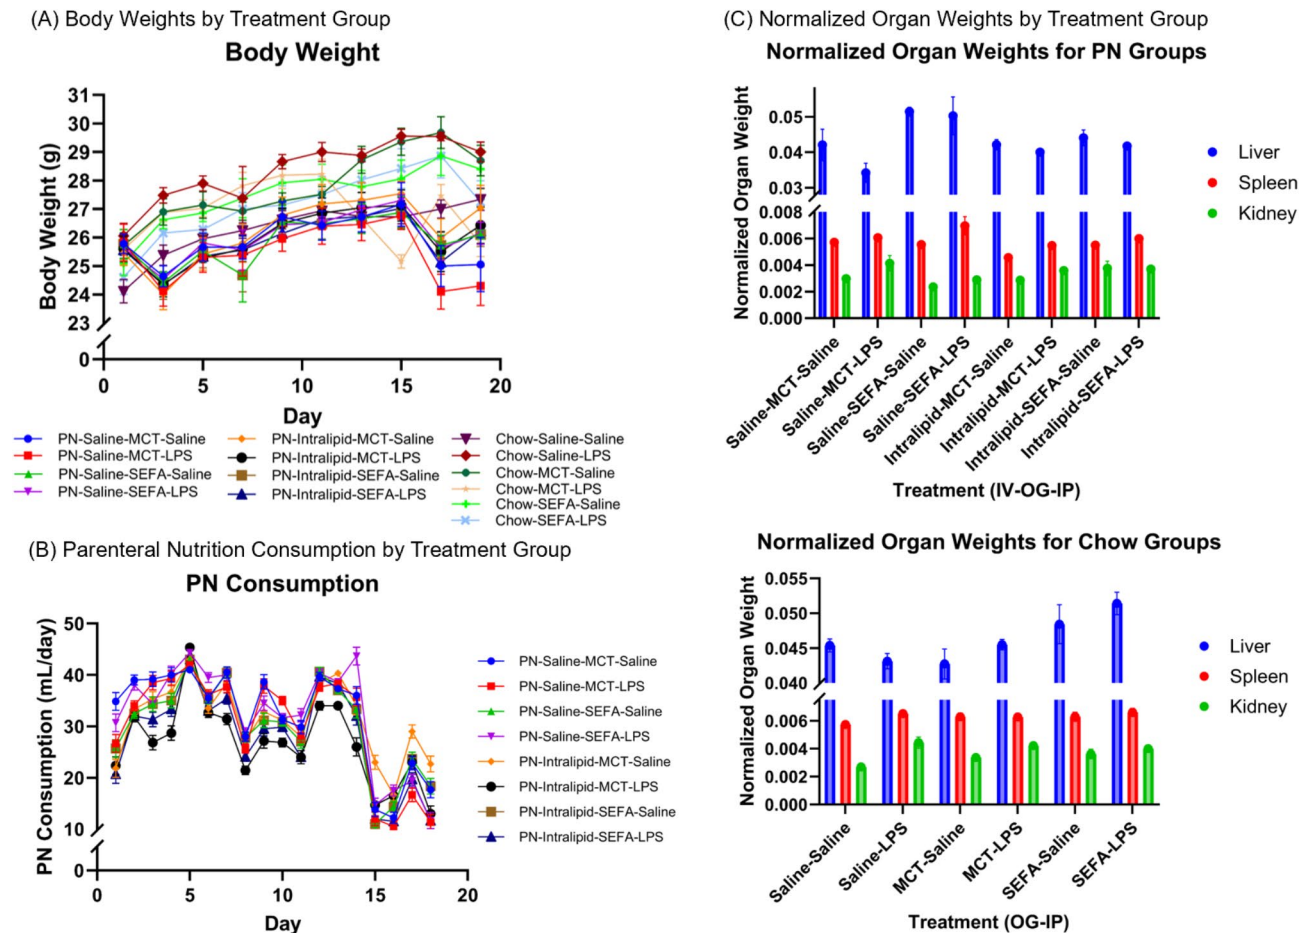 (A) Body Weights by Treatment Group
Body Weight
Body Weight (g)
31
30
29
28
27
26
25
24
23
0
0
5
10
15
20
Day
PN-Saline-MCT-Saline
PN-Saline-MCT-LPS
PN-Saline-SEFA-Saline
PN-Saline-SEFA-LPS
PN-Intralipid-MCT-Saline
PN-Intralipid-MCT-LPS
PN-Intralipid-SEFA-Saline
PN-Intralipid-SEFA-LPS
Chow-Saline-Saline
Chow-Saline-LPS
Chow-MCT-Saline
Chow-MCT-LPS
Chow-SEFA-Saline
Chow-SEFA-LPS
(B) Parenteral Nutrition Consumption by Treatment Group
PN Consumption
PN Consumption (mL/day)
50
40
30
20
10
0
0
5
10
15
20
Day
PN-Saline-MCT-Saline
PN-Saline-MCT-LPS
PN-Saline-SEFA-Saline
PN-Saline-SEFA-LPS
PN-Intralipid-MCT-Saline
PN-Intralipid-MCT-LPS
PN-Intralipid-SEFA-Saline
PN-Intralipid-SEFA-LPS
(C) Normalized Organ Weights by Treatment Group
Normalized Organ Weights for PN Groups
Normalized Organ Weight
0.05
0.04
0.03
0.008
0.006
0.004
0.002
0.000
Saline-MCT-Saline
Saline-MCT-LPS
Saline-SEFA-Saline
Saline-SEFA-LPS
Intralipid-MCT-Saline
Intralipid-MCT-LPS
Intralipid-SEFA-Saline
Intralipid-SEFA-LPS
Treatment (IV-OG-IP)
Liver
Spleen
Kidney
Normalized Organ Weights for Chow Groups
Normalized Organ Weight
0.055
0.050
0.045
0.040
0.006
0.004
0.002
0.000
Saline-Saline
Saline-LPS
MCT-Saline
MCT-LPS
SEFA-Saline
SEFA-LPS
Treatment (OG-IP)
Liver
Spleen
Kidney